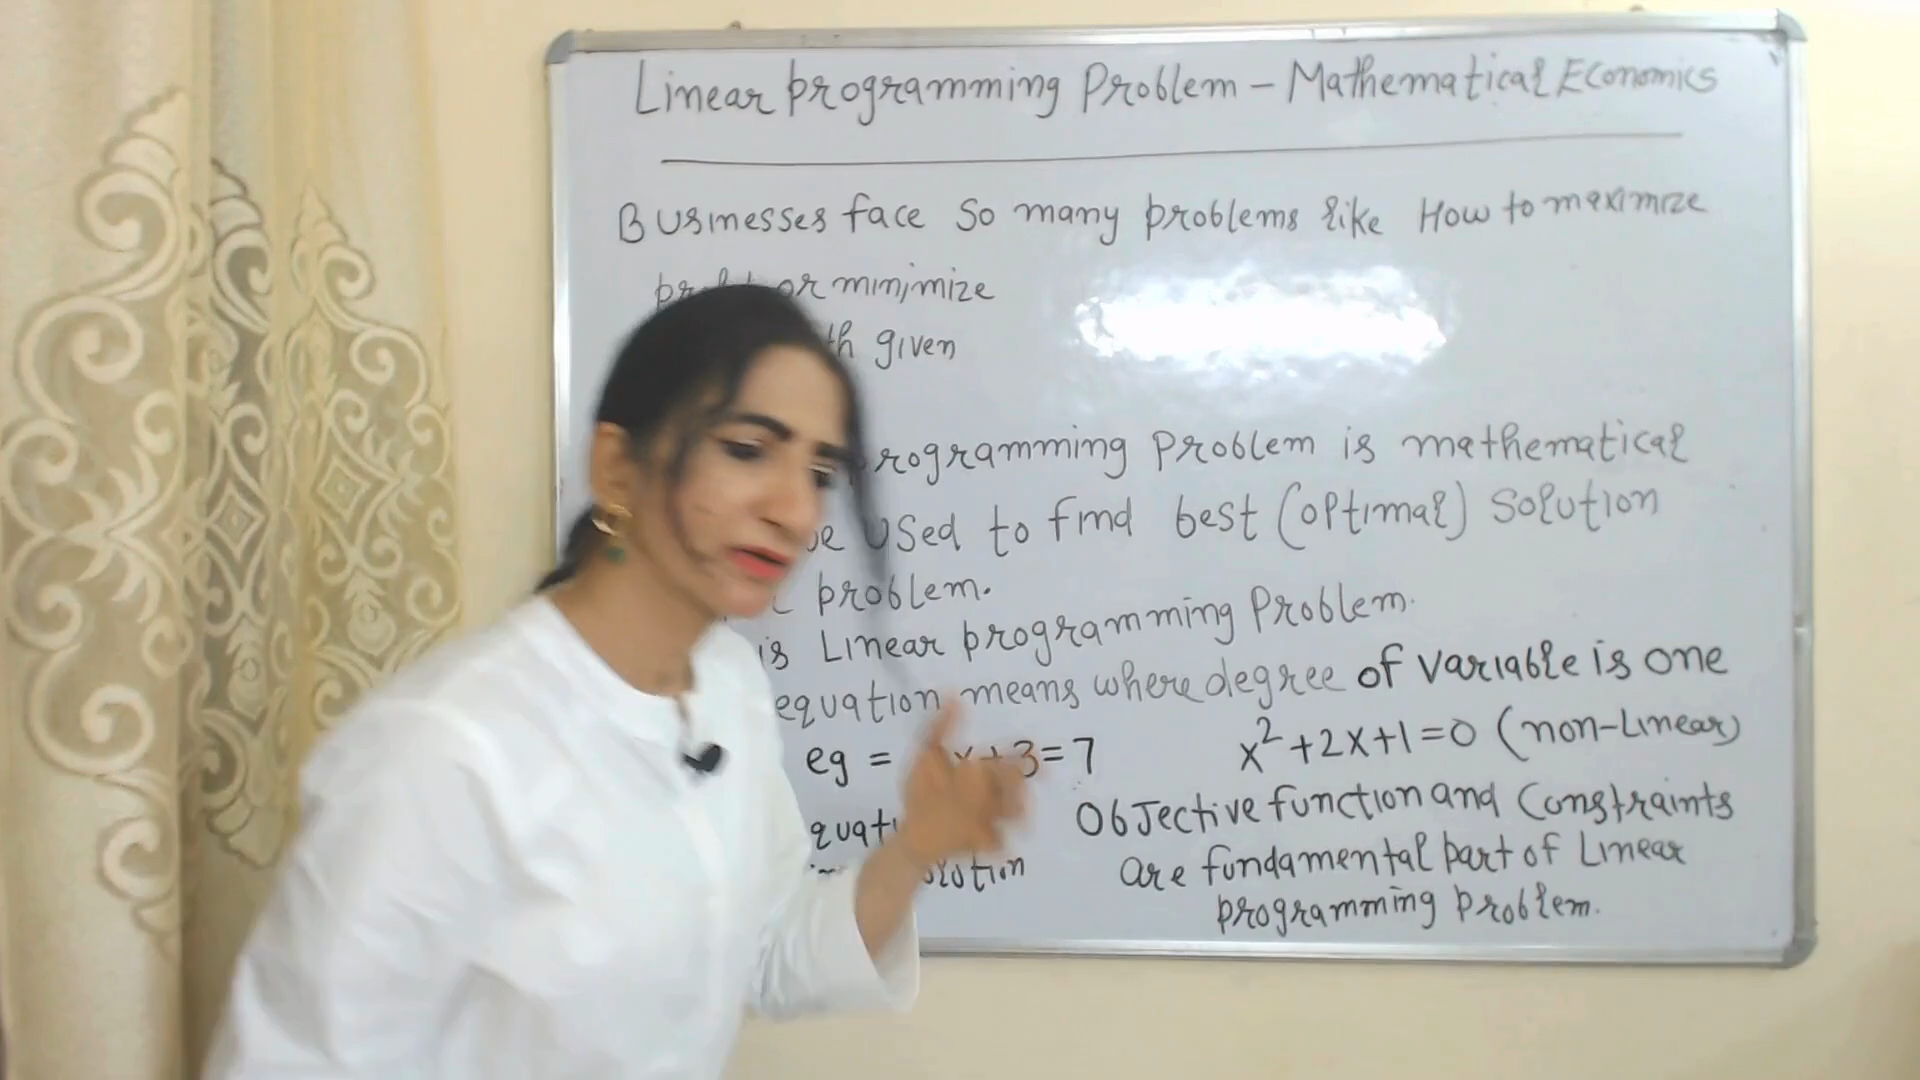 Linear programming Problem - Mathematical Economics
Businesses face so many problems like How to maximize
or minimize
given
rogramming problem is mathematical
used to find best (optimal) solution
problem.
is Linear programming Problem.
equation means where degree of variable is one
eg = x+3=7 x²+2x+1=0 (non-Linear)
Objective function and Constraints
are fundamental part of Linear
programming problem.